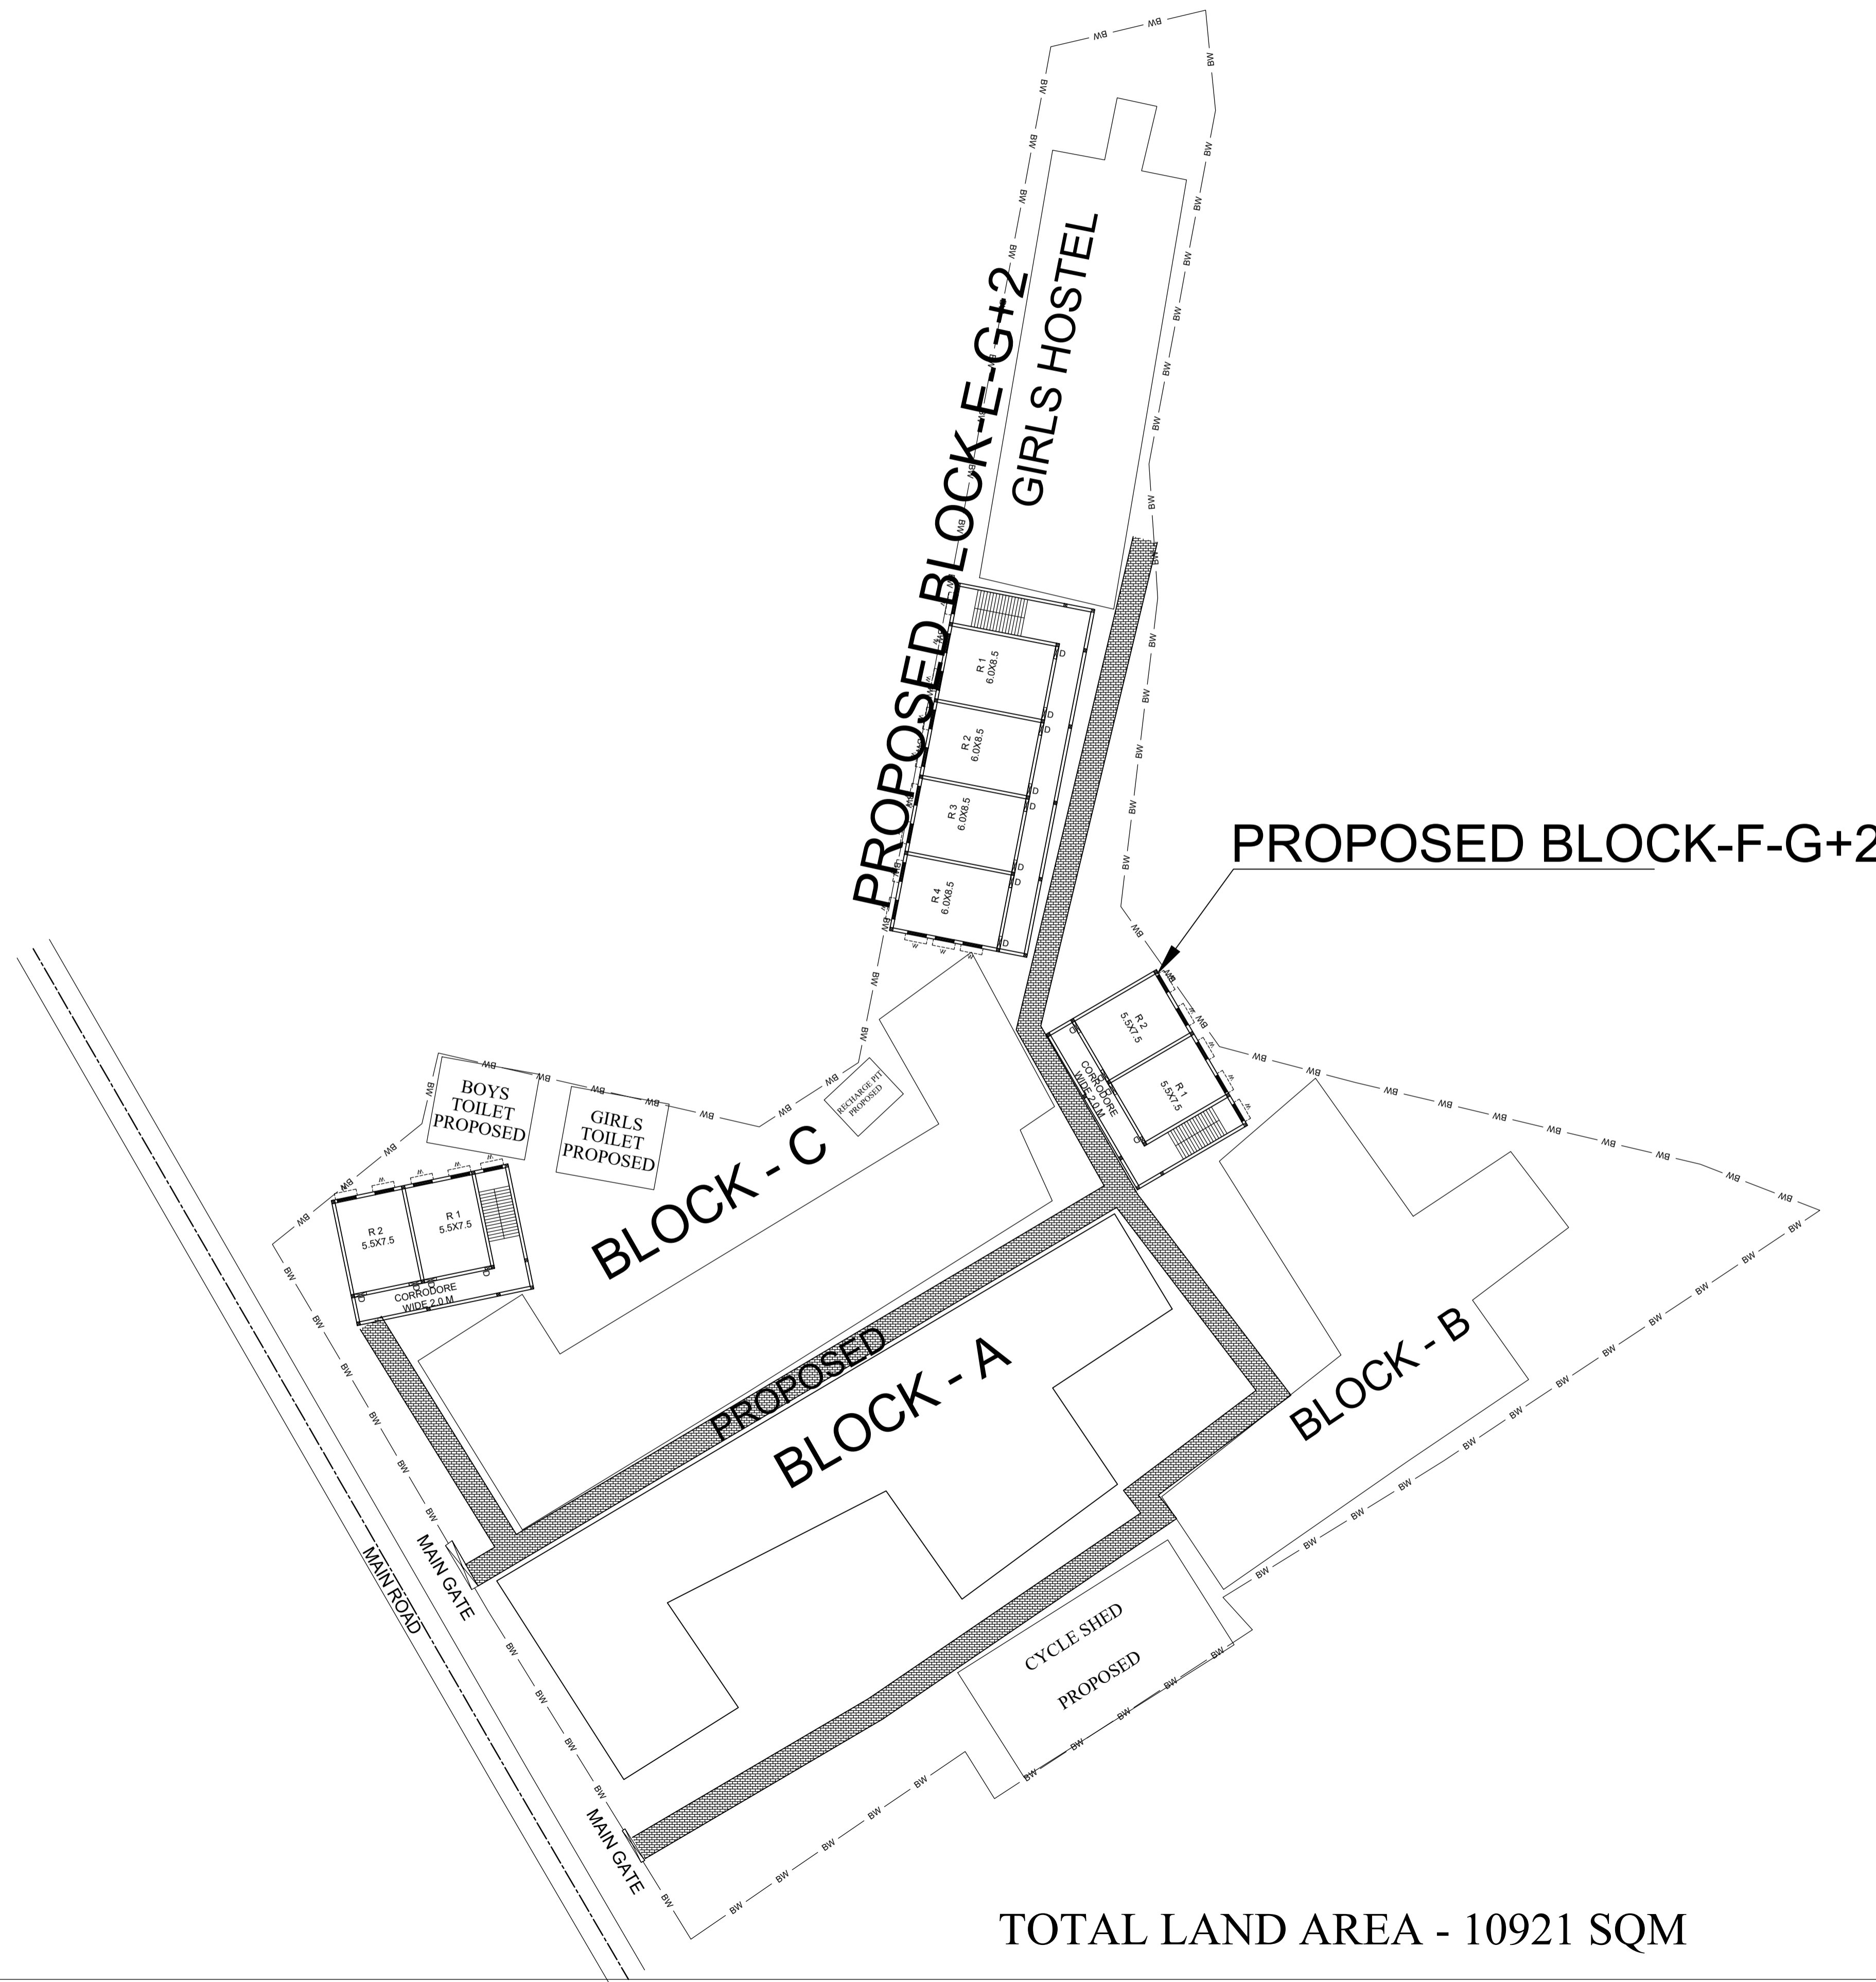 BW
GIRLS HOSTEL
PROPOSED BLOCK-E-G+2
R 1
6.0X8.5
R 2
6.0X8.5
R 3
6.0X8.5
R 4
6.0X8.5
D
W
PROPOSED BLOCK-F-G+2
R 2
5.5X7.5
R 1
5.5X7.5
CORRODORE
WIDE 2.0 M
BOYS
TOILET
PROPOSED
GIRLS
TOILET
PROPOSED
RECHARGE PIT
PROPOSED
BLOCK - C
R 2
5.5X7.5
R 1
5.5X7.5
CORRODORE
WIDE 2.0 M
PROPOSED
BLOCK - A
BLOCK - B
MAIN ROAD
MAIN GATE
CYCLE SHED
PROPOSED
MAIN GATE
TOTAL LAND AREA - 10921 SQM